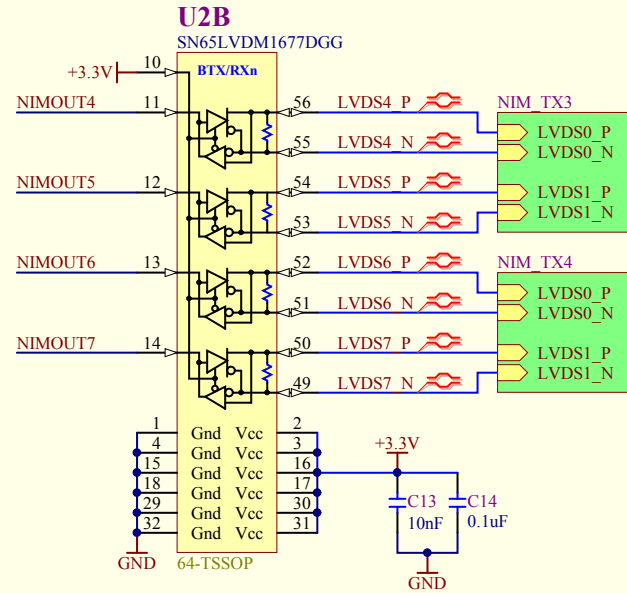 U2B
SN65LVDM1677DGG
+3.3V 10 BTX/RXn
NIMOUT4 11 56 LVDS4_P NIM_TX3
LVDS0_P
55 LVDS4_N LVDS0_N
NIMOUT5 12 54 LVDS5_P LVDS1_P
53 LVDS5_N LVDS1_N
NIM_TX4
NIMOUT6 13 52 LVDS6_P
LVDS0_P
51 LVDS6_N LVDS0_N
NIMOUT7 14 50 LVDS7_P LVDS1_P
49 LVDS7_N LVDS1_N
1 Gnd Vcc 2
4 Gnd Vcc 3 +3.3V
15 Gnd Vcc 16
18 Gnd Vcc 17 C13 C14
29 Gnd Vcc 30 10nF 0.1uF
32 Gnd Vcc 31
GND 64-TSSOP GND